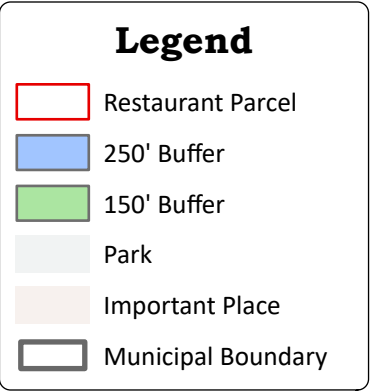 Legend
Restaurant Parcel
250' Buffer
150' Buffer
Park
Important Place
Municipal Boundary